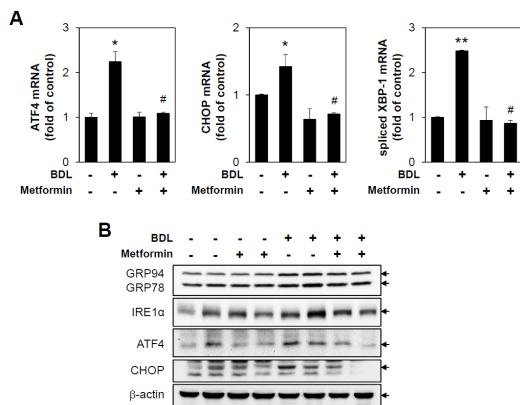 A
ATF4 mRNA
(fold of control)
3
2
1
0
*
#
BDL - + - +
Metformin - - + +
CHOP mRNA
(fold of control)
2
1
0
*
#
BDL - + - +
Metformin - - + +
spliced XBP-1 mRNA
(fold of control)
3
2
1
0
**
#
BDL - + - +
Metformin - - + +
B
BDL - - - - + + + +
Metformin - - + + - - + +
GRP94
GRP78
IRE1α
ATF4
CHOP
β-actin